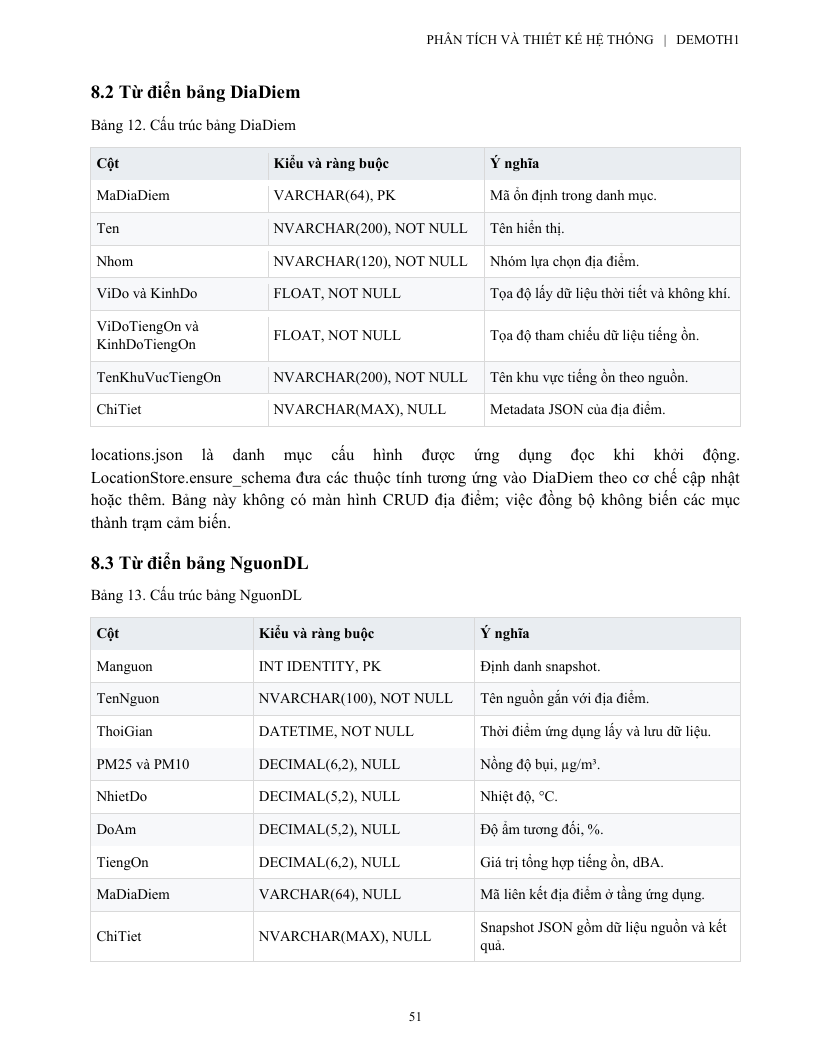 PHÂN TÍCH VÀ THIẾT KẾ HỆ THỐNG | DEMOTH1
8.2 Từ điển bảng DiaDiem
Bảng 12. Cấu trúc bảng DiaDiem
Cột Kiểu và ràng buộc Ý nghĩa
MaDiaDiem VARCHAR(64), PK Mã ổn định trong danh mục.
Ten NVARCHAR(200), NOT NULL Tên hiển thị.
Nhom NVARCHAR(120), NOT NULL Nhóm lựa chọn địa điểm.
ViDo và KinhDo FLOAT, NOT NULL Tọa độ lấy dữ liệu thời tiết và không khí.
ViDoTiengOn và
KinhDoTiengOn FLOAT, NOT NULL Tọa độ tham chiếu dữ liệu tiếng ồn.
TenKhuVucTiengOn NVARCHAR(200), NOT NULL Tên khu vực tiếng ồn theo nguồn.
ChiTiet NVARCHAR(MAX), NULL Metadata JSON của địa điểm.
locations.json là danh mục cấu hình được ứng dụng đọc khi khởi động.
LocationStore.ensure_schema đưa các thuộc tính tương ứng vào DiaDiem theo cơ chế cập nhật
hoặc thêm. Bảng này không có màn hình CRUD địa điểm; việc đồng bộ không biến các mục
thành trạm cảm biến.
8.3 Từ điển bảng NguonDL
Bảng 13. Cấu trúc bảng NguonDL
Cột Kiểu và ràng buộc Ý nghĩa
Manguon INT IDENTITY, PK Định danh snapshot.
TenNguon NVARCHAR(100), NOT NULL Tên nguồn gắn với địa điểm.
ThoiGian DATETIME, NOT NULL Thời điểm ứng dụng lấy và lưu dữ liệu.
PM25 và PM10 DECIMAL(6,2), NULL Nồng độ bụi, µg/m³.
NhietDo DECIMAL(5,2), NULL Nhiệt độ, °C.
DoAm DECIMAL(5,2), NULL Độ ẩm tương đối, %.
TiengOn DECIMAL(6,2), NULL Giá trị tổng hợp tiếng ồn, dBA.
MaDiaDiem VARCHAR(64), NULL Mã liên kết địa điểm ở tầng ứng dụng.
ChiTiet NVARCHAR(MAX), NULL Snapshot JSON gồm dữ liệu nguồn và kết
quả.
51